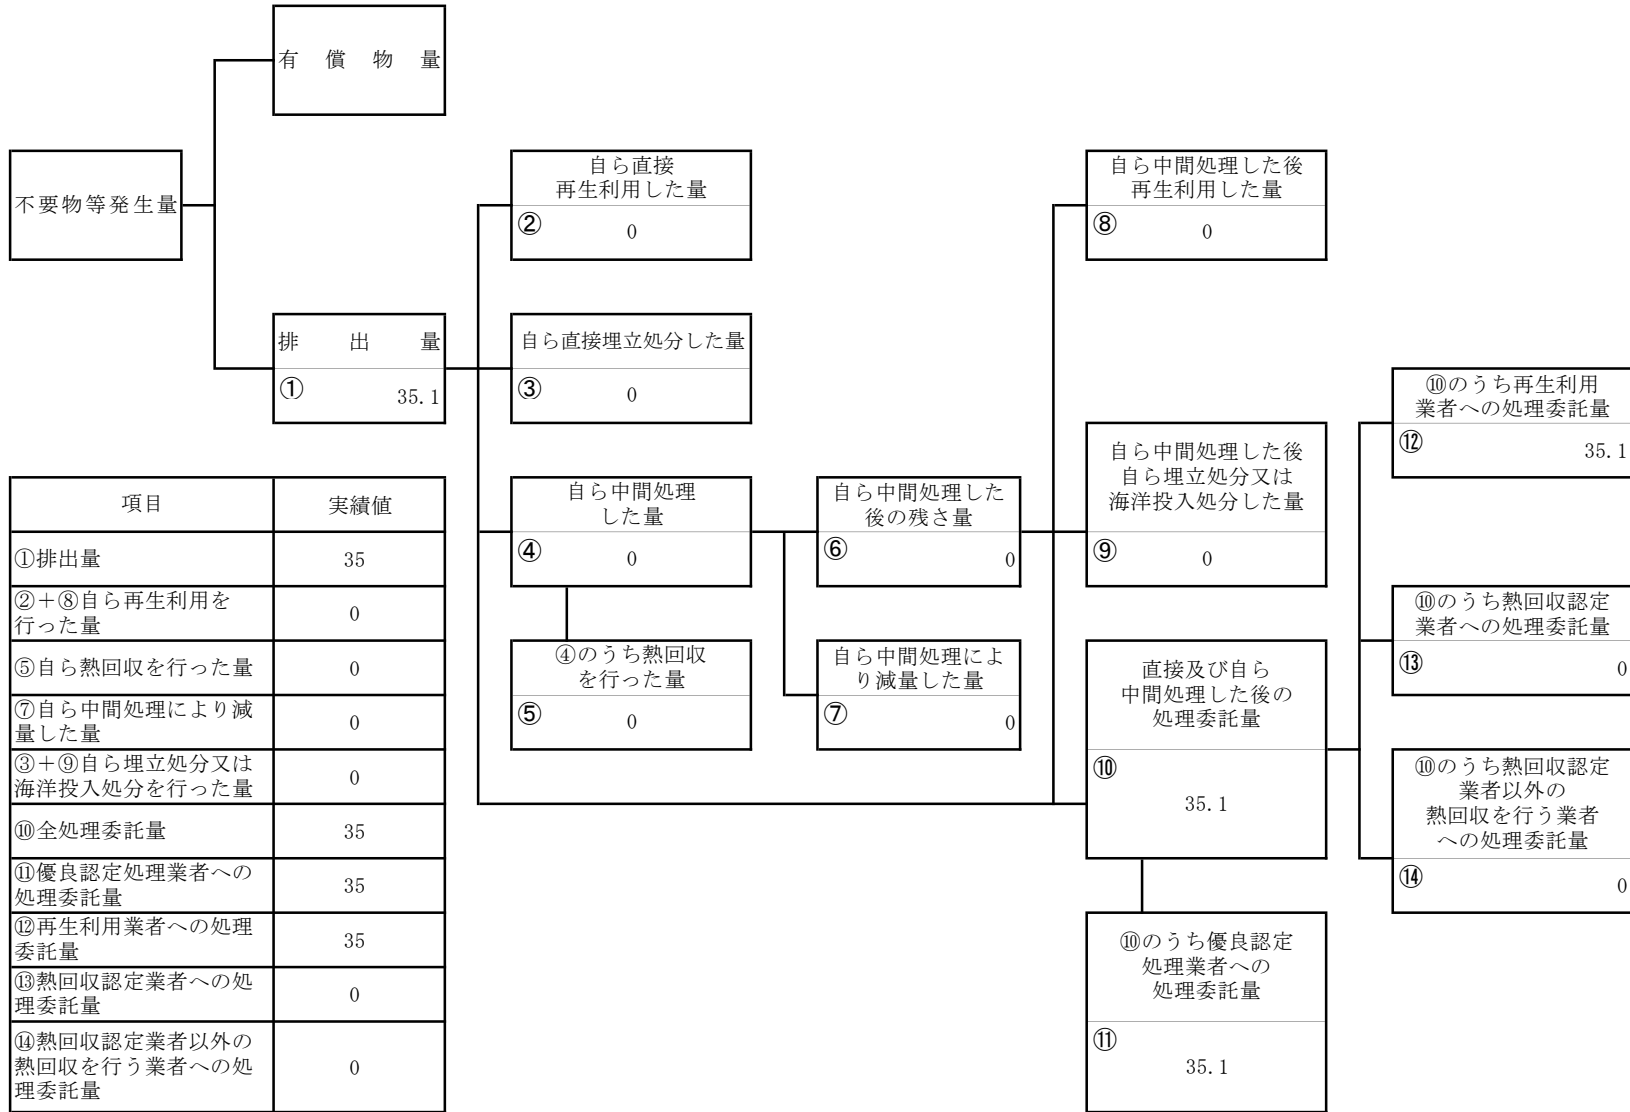 有償物量
不要物等発生量
排出量
①
35.1
自ら直接
再生利用した量
②
0
自ら直接埋立処分した量
③
0
自ら中間処理
した量
④
0
④のうち熱回収
を行った量
⑤
0
自ら中間処理した
後の残さ量
⑥
0
自ら中間処理によ
り減量した量
⑦
0
自ら中間処理した後
再生利用した量
⑧
0
自ら中間処理した後
自ら埋立処分又は
海洋投入処分した量
⑨
0
直接及び自ら
中間処理した後の
処理委託量
⑩
35.1
⑩のうち優良認定
処理業者への
処理委託量
⑪
35.1
⑩のうち再生利用
業者への処理委託量
⑫
35.1
⑩のうち熱回収認定
業者への処理委託量
⑬
0
⑩のうち熱回収認定
業者以外の
熱回収を行う業者
への処理委託量
⑭
0
項目 実績値
①排出量 35
②＋⑧自ら再生利用を
行った量 0
⑤自ら熱回収を行った量 0
⑦自ら中間処理により減
量した量 0
③＋⑨自ら埋立処分又は
海洋投入処分を行った量 0
⑩全処理委託量 35
⑪優良認定処理業者への
処理委託量 35
⑫再生利用業者への処理
委託量 35
⑬熱回収認定業者への処
理委託量 0
⑭熱回収認定業者以外の
熱回収を行う業者への処
理委託量 0